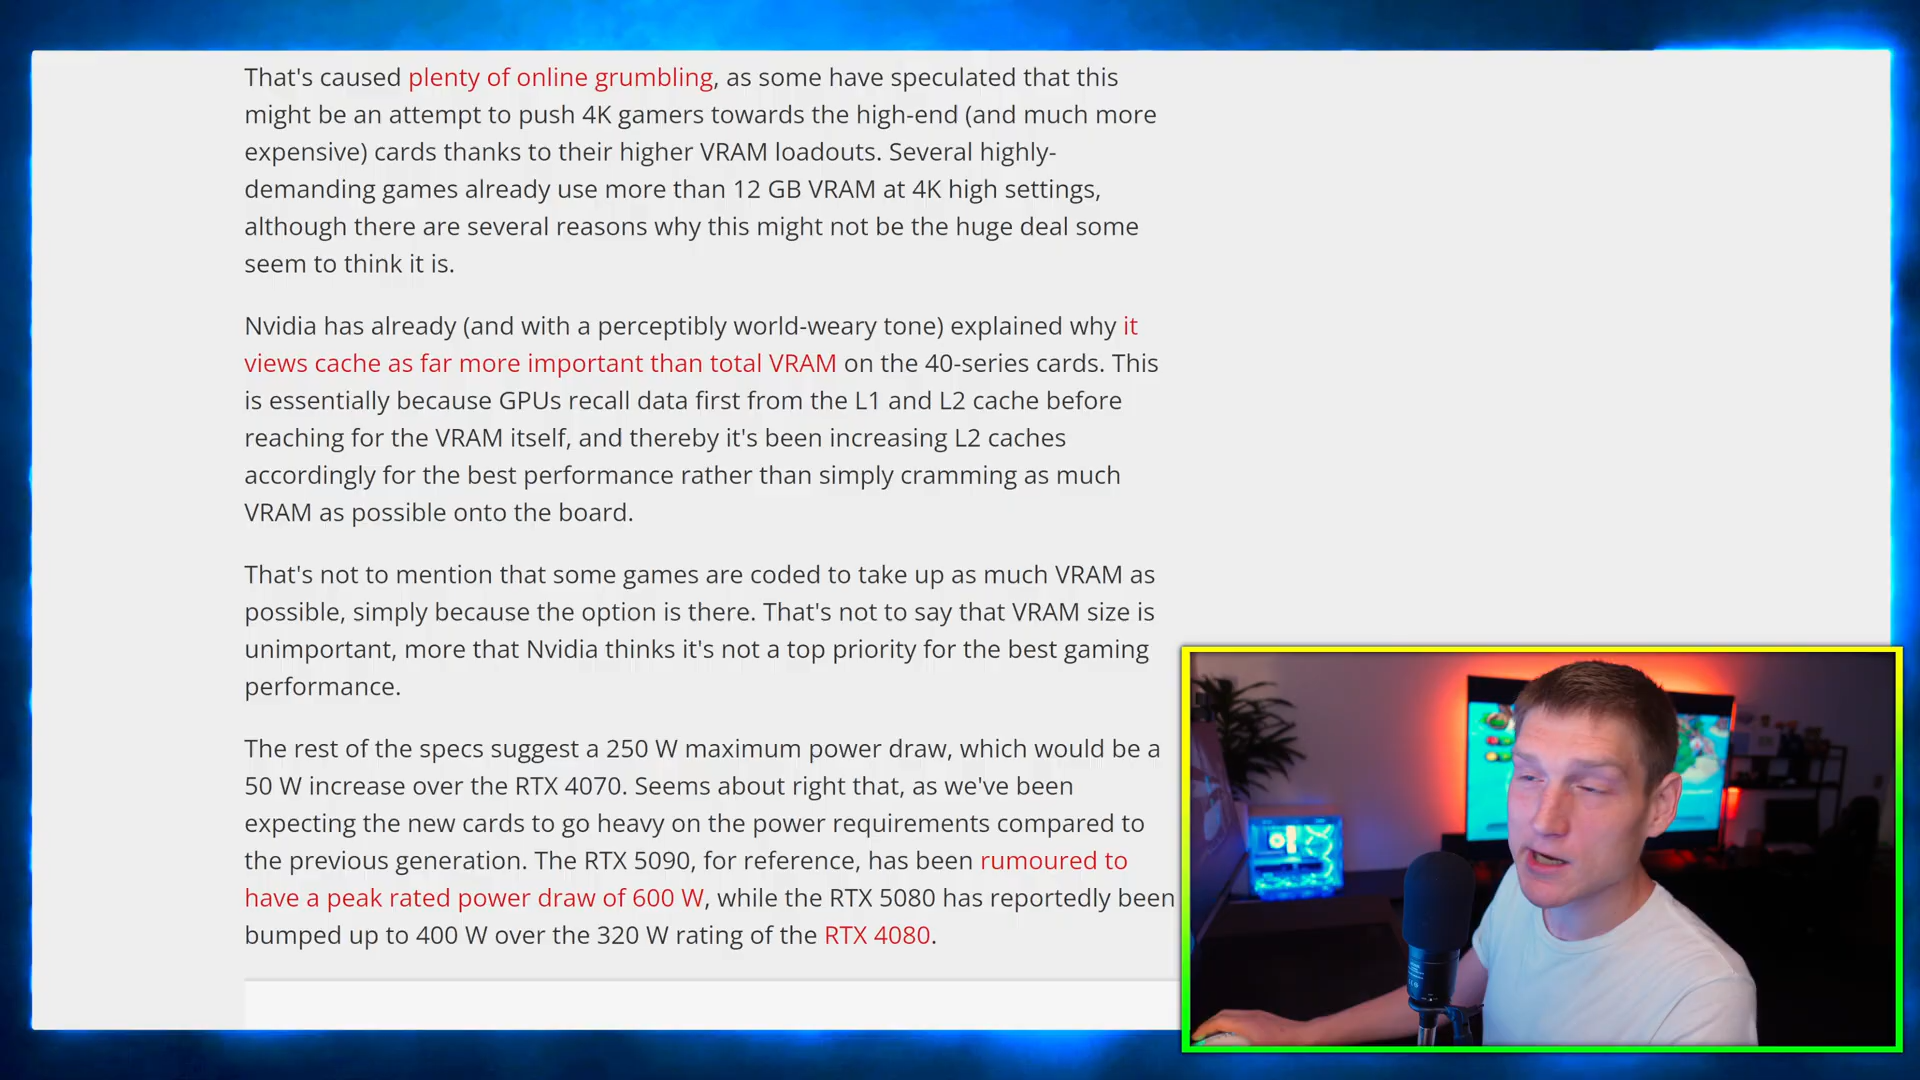 That's caused plenty of online grumbling, as some have speculated that this
might be an attempt to push 4K gamers towards the high-end (and much more
expensive) cards thanks to their higher VRAM loadouts. Several highly-
demanding games already use more than 12 GB VRAM at 4K high settings,
although there are several reasons why this might not be the huge deal some
seem to think it is.
Nvidia has already (and with a perceptibly world-weary tone) explained why it
views cache as far more important than total VRAM on the 40-series cards. This
is essentially because GPUs recall data first from the L1 and L2 cache before
reaching for the VRAM itself, and thereby it's been increasing L2 caches
accordingly for the best performance rather than simply cramming as much
VRAM as possible onto the board.
That's not to mention that some games are coded to take up as much VRAM as
possible, simply because the option is there. That's not to say that VRAM size is
unimportant, more that Nvidia thinks it's not a top priority for the best gaming
performance.
The rest of the specs suggest a 250 W maximum power draw, which would be a
50 W increase over the RTX 4070. Seems about right that, as we've been
expecting the new cards to go heavy on the power requirements compared to
the previous generation. The RTX 5090, for reference, has been rumoured to
have a peak rated power draw of 600 W, while the RTX 5080 has reportedly been
bumped up to 400 W over the 320 W rating of the RTX 4080.